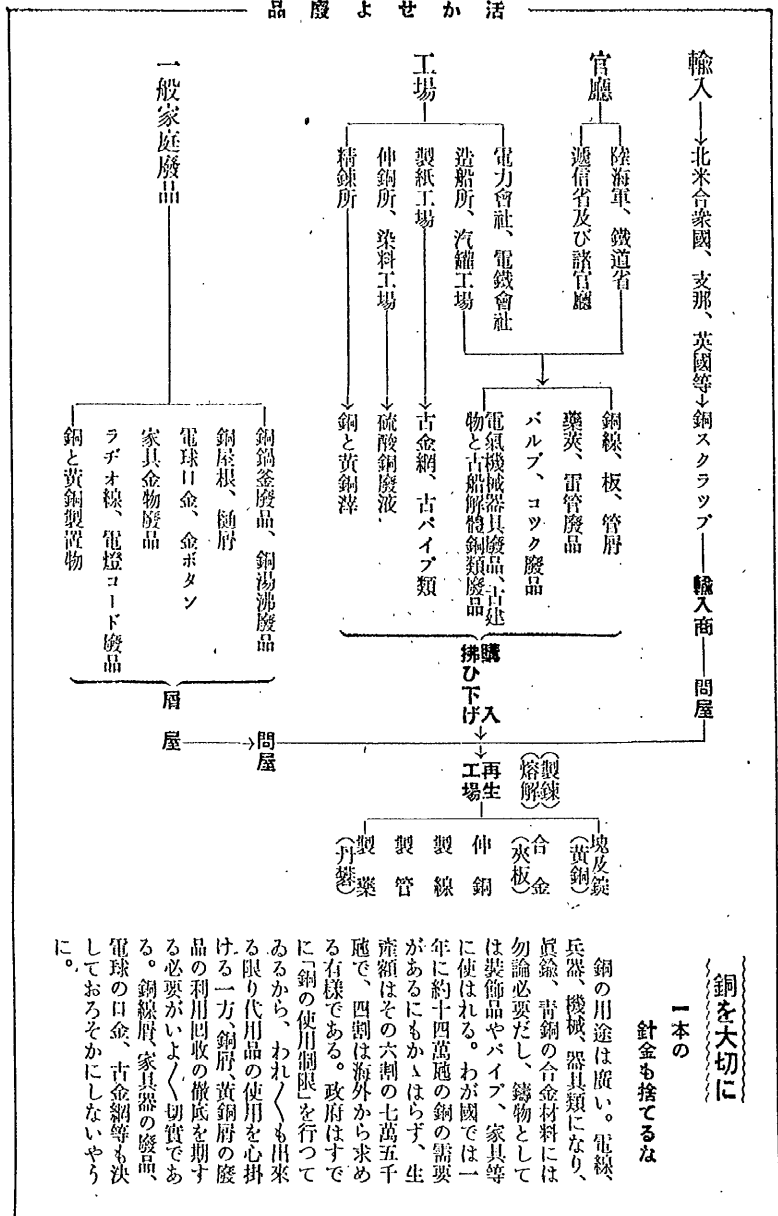 活かせよ廢品
銅を大切に
一本の
針金も捨てるな
銅の用途は廣い。電線、
兵器、機械、器具類になり、
眞鍮、青銅の合金材料には
勿論必要だし、鑄物として
は裝飾品やパイプ、家具等
に使はれる。わが國では一
年に約十四萬瓲の銅の需要
があるにもかゝはらず、生
產額はその六割の七萬五千
瓲で、四割は海外から求め
る有樣である。政府はすで
に「銅の使用制限」を行つて
ゐるから、われ〱も出來
る限り代用品の使用を心掛
ける一方、銅屑、黃銅屑の廢
品の利用回收の徹底を期す
る必要がいよ〱切實であ
る。銅線屑、家具器の廢品、
電球の口金、古金網等も決
しておろそかにしないやう
に。
輸入→北米合衆國、支那、英國等→銅スクラップ
輸入商
問屋
官廳
陸海軍、鐵道省
遞信省及び諸官廳
工場
電力會社、電鐵會社
造船所、汽罐工場
製紙工場
伸銅所、染料工場
精鍊所
銅線、板、管屑
藥莢、雷管廢品
バルブ、コツク廢品
電氣機械器具廢品、古建
物と古船解體銅類廢品
古金網、古パイプ類
硫酸銅廢液
銅と黃銅滓
購入
拂ひ下げ
一般家庭廢品
銅鍋釜廢品、銅湯沸廢品
銅屋根、樋屑
電球口金、金ボタン
家具金物廢品
ラヂオ線、電燈コード廢品
銅と黃銅製置物
屑屋→問屋
(製鍊)
(熔解)
再生
工場
塊及錠
(黃銅)
合金
(夾板)
伸銅
製線
製管
製藥
(丹礬)